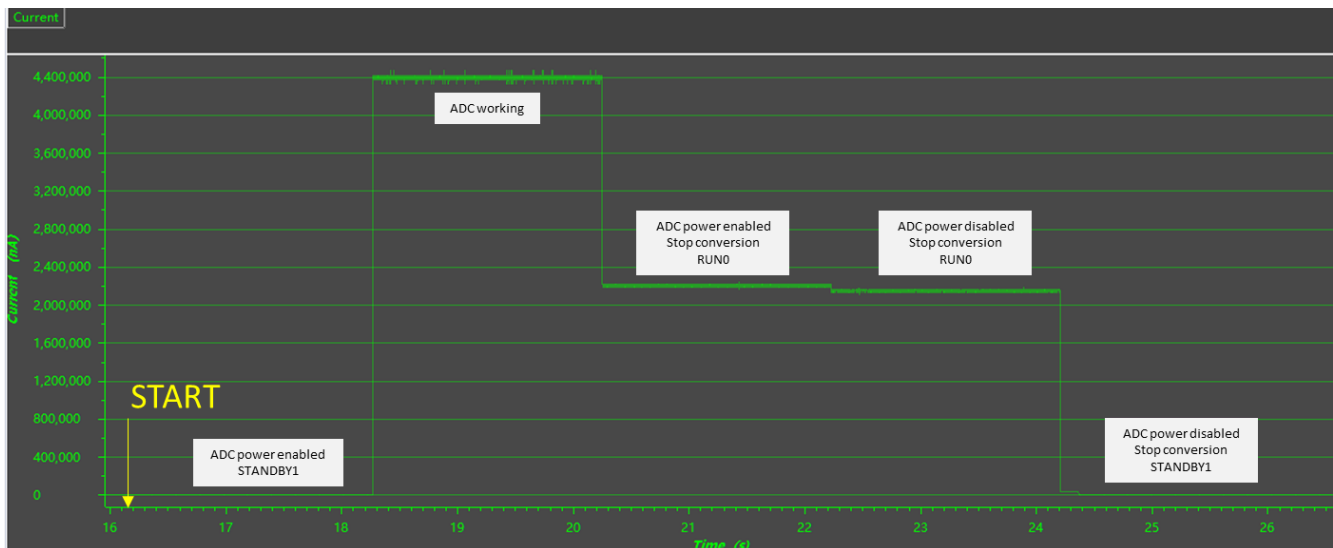 Current
4,400,000
4,000,000
3,600,000
3,200,000
2,800,000
2,400,000
2,000,000
1,600,000
1,200,000
800,000
400,000
0
Current (nA)
ADC working
ADC power enabled
Stop conversion
RUN0
ADC power disabled
Stop conversion
RUN0
START
ADC power enabled
STANDBY1
ADC power disabled
Stop conversion
STANDBY1
16 17 18 19 20 21 22 23 24 25 26
Time (s)